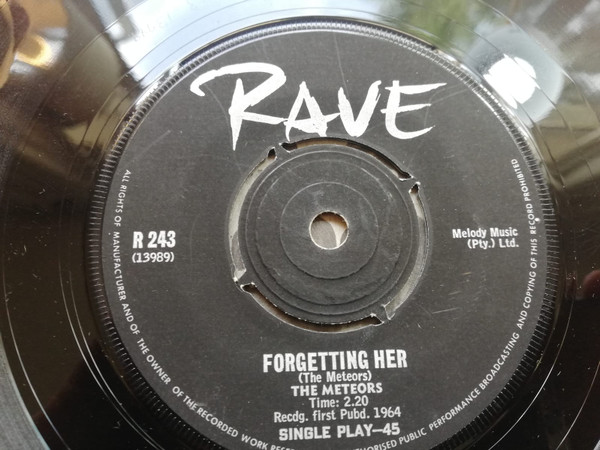 RAVE
R 243
(13989)
Melody Music
(Pty.) Ltd.
FORGETTING HER
(The Meteors)
THE METEORS
Time: 2.20
Recdg. first Pubd. 1964
SINGLE PLAY—45
ALL RIGHTS OF MANUFACTURER AND OF THE OWNER OF THE RECORDED WORK
AUTHORISED PUBLIC PERFORMANCE BROADCASTING AND COPYING OF THIS RECORD PROHIBITED